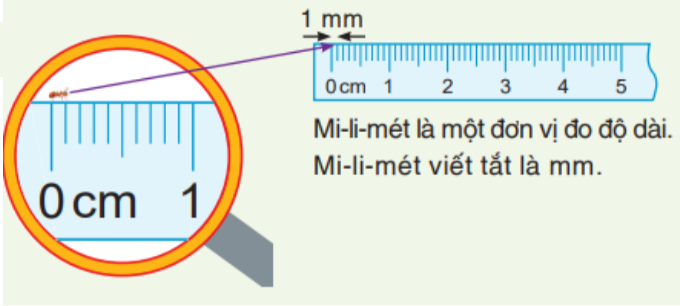 1 mm
0 cm 1 2 3 4 5
Mi-li-mét là một đơn vị đo độ dài.
Mi-li-mét viết tắt là mm.
0 cm 1